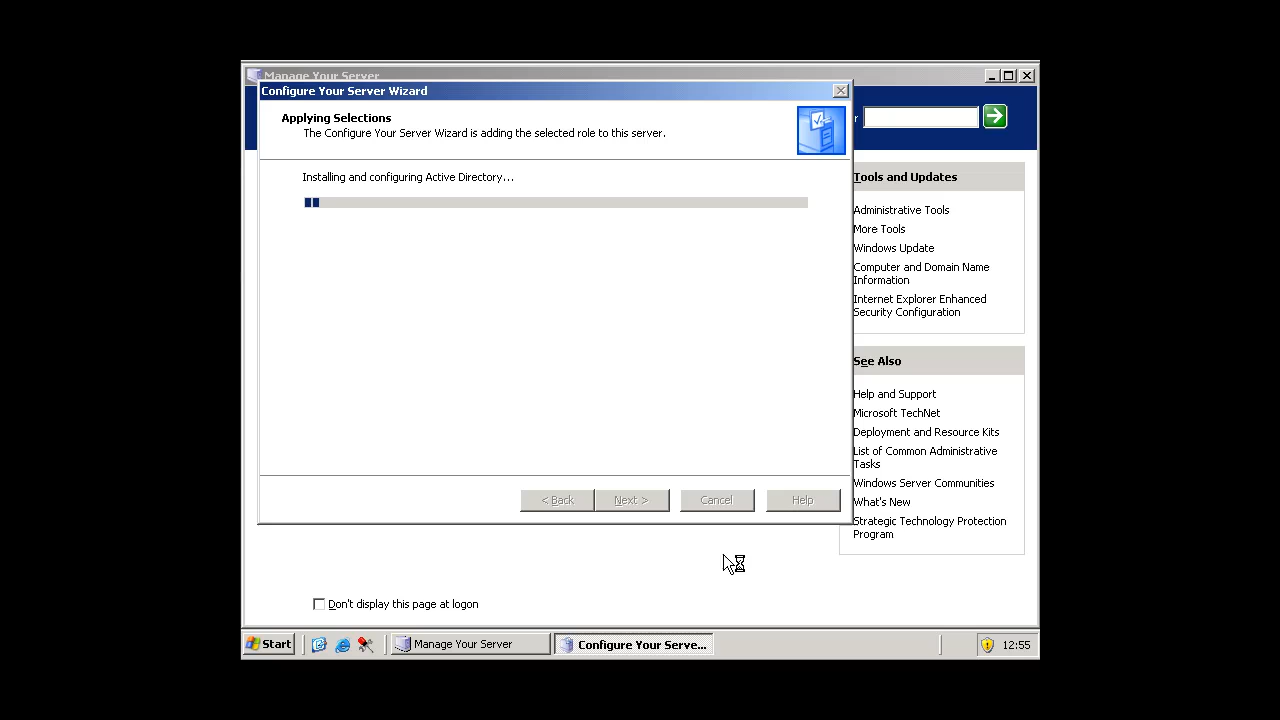 Manage Your Server
Configure Your Server Wizard
Applying Selections
The Configure Your Server Wizard is adding the selected role to this server.
Installing and configuring Active Directory...
< Back
Next >
Cancel
Help
r
Tools and Updates
Administrative Tools
More Tools
Windows Update
Computer and Domain Name
Information
Internet Explorer Enhanced
Security Configuration
See Also
Help and Support
Microsoft TechNet
Deployment and Resource Kits
List of Common Administrative
Tasks
Windows Server Communities
What's New
Strategic Technology Protection
Program
Don't display this page at logon
Start
Manage Your Server
Configure Your Serve...
12:55